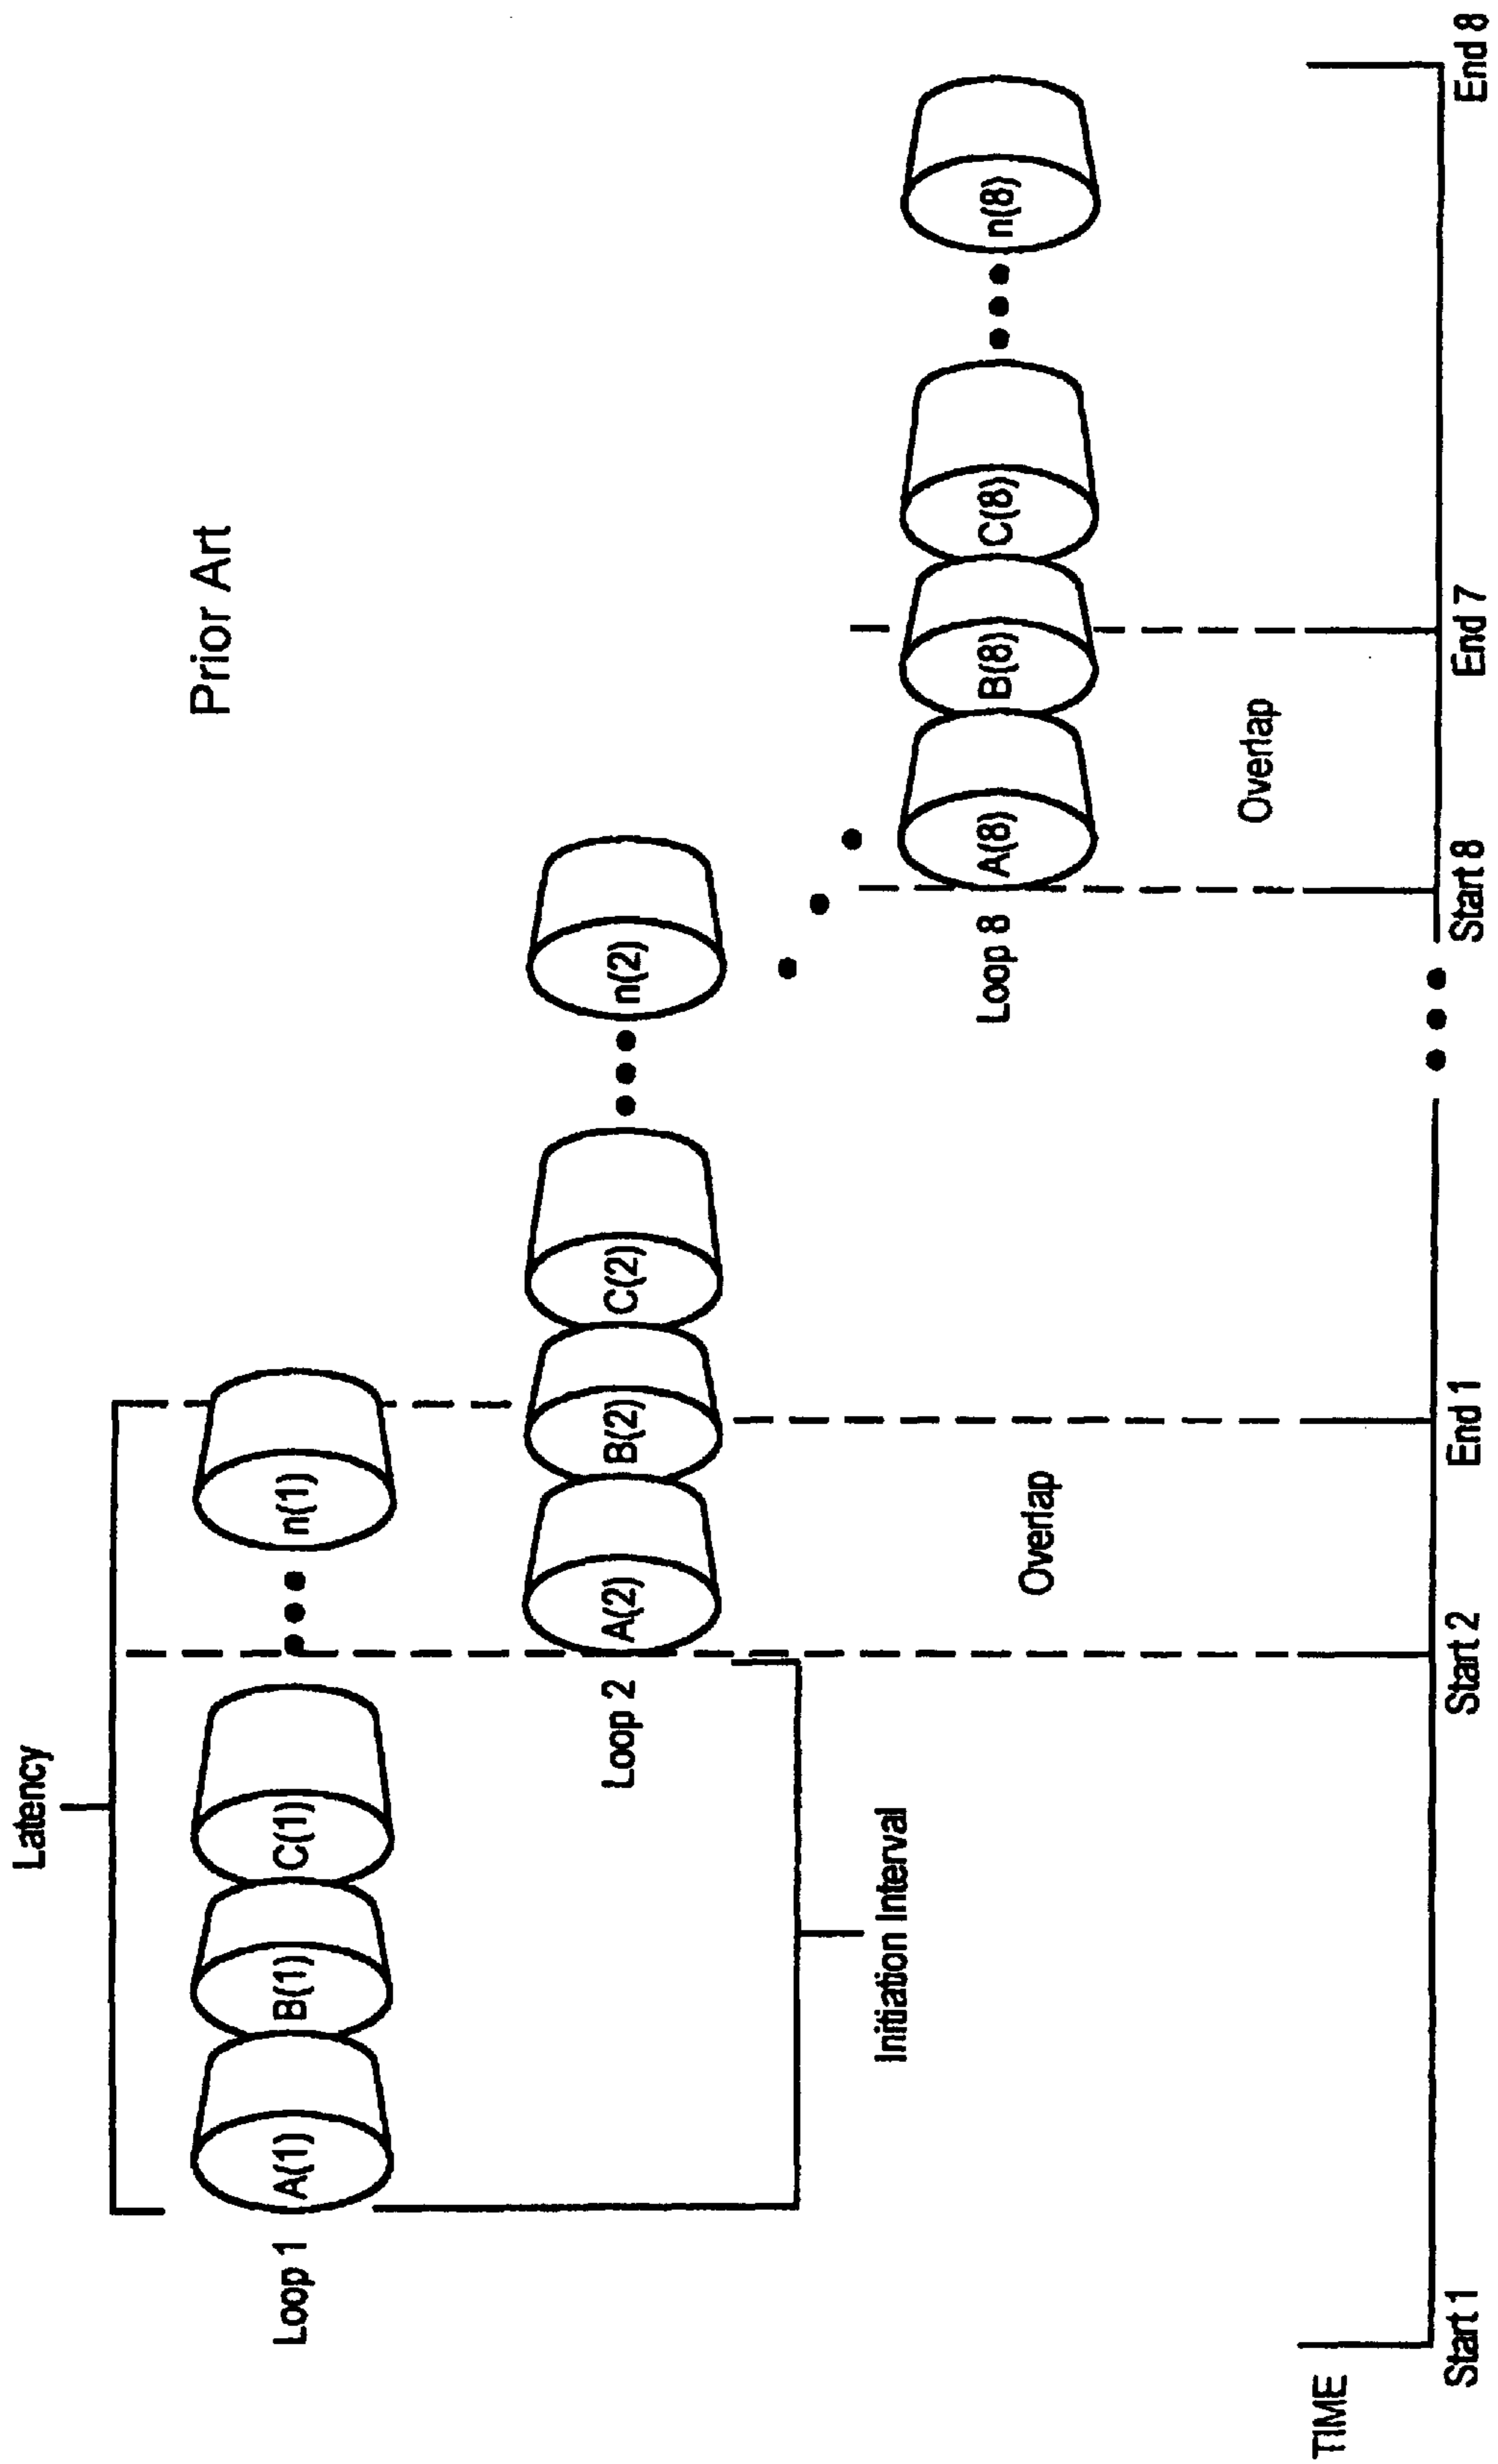 Prior Art
Latency
Loop 1
A(1)
B(1)
C(1)
n(1)
Loop 2
A(2)
B(2)
C(2)
n(2)
Initiation Interval
Loop 8
A(8)
B(8)
C(8)
n(8)
Overlap
Overlap
TIME
Start 1
Start 2
End 1
Start 8
End 7
End 8